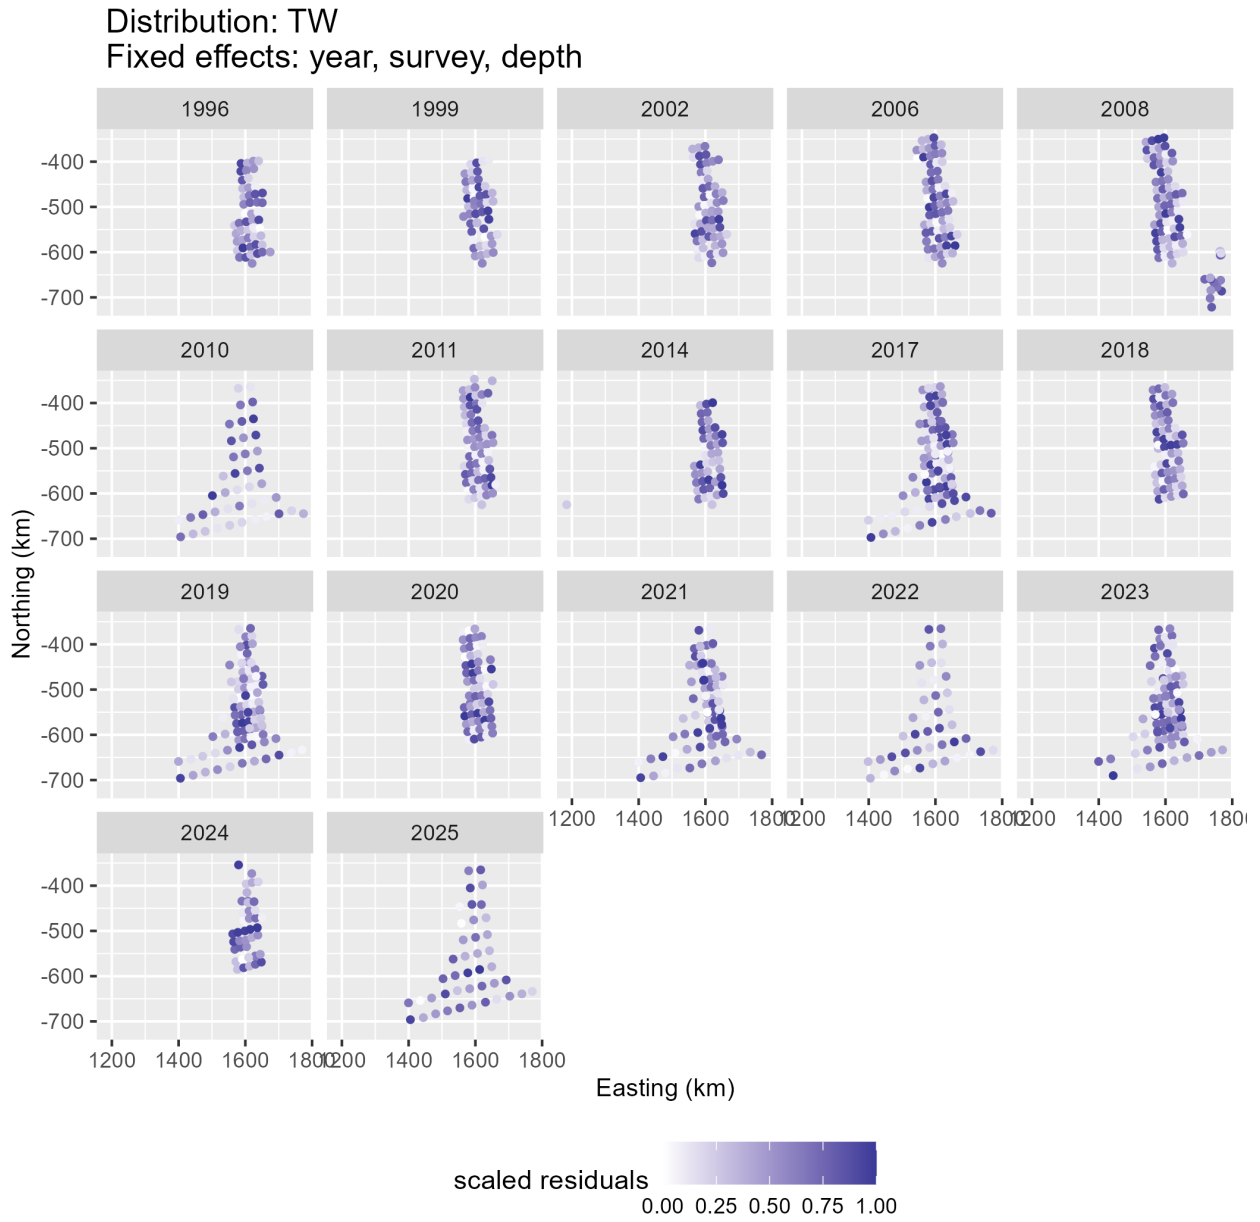 Distribution: TW
Fixed effects: year, survey, depth
1996 1999 2002 2006 2008
-400
-500
-600
-700
2010 2011 2014 2017 2018
-400
-500
-600
-700
2019 2020 2021 2022 2023
-400
-500
-600
-700
1200 1400 1600 1800 1200 1400 1600 1800 1200 1400 1600 1800
2024 2025
-400
-500
-600
-700
1200 1400 1600 1800 1200 1400 1600 1800
Northing (km)
Easting (km)
scaled residuals
0.00 0.25 0.50 0.75 1.00